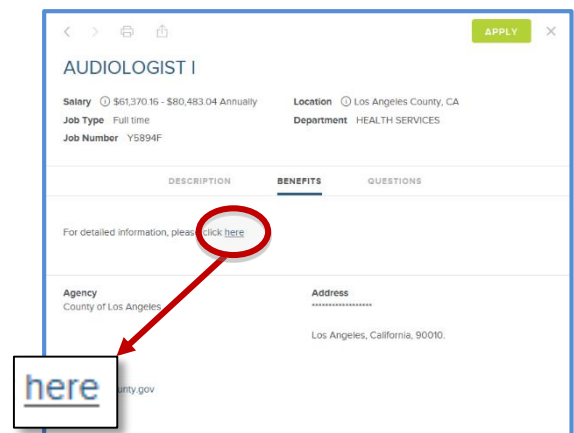 APPLY
AUDIOLOGIST I
Salary $61,370.16 - $80,483.04 Annually
Location Los Angeles County, CA
Job Type Full time
Department HEALTH SERVICES
Job Number Y5894F
DESCRIPTION BENEFITS QUESTIONS
For detailed information, please click here
Agency
County of Los Angeles
Address
******************
Los Angeles, California, 90010.
here
unty.gov